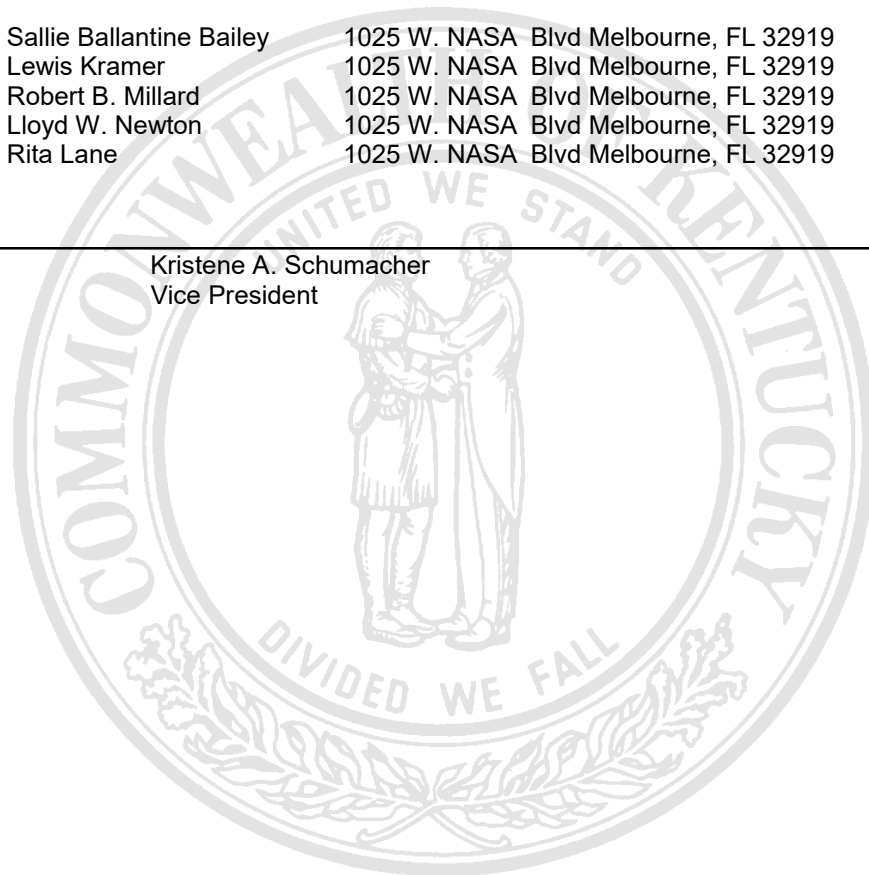 Sallie Ballantine Bailey 1025 W. NASA Blvd Melbourne, FL 32919
Lewis Kramer 1025 W. NASA Blvd Melbourne, FL 32919
Robert B. Millard 1025 W. NASA Blvd Melbourne, FL 32919
Lloyd W. Newton 1025 W. NASA Blvd Melbourne, FL 32919
Rita Lane 1025 W. NASA Blvd Melbourne, FL 32919
Kristene A. Schumacher
Vice President
COMMONWEALTH OF KENTUCKY
UNITED WE STAND
DIVIDED WE FALL